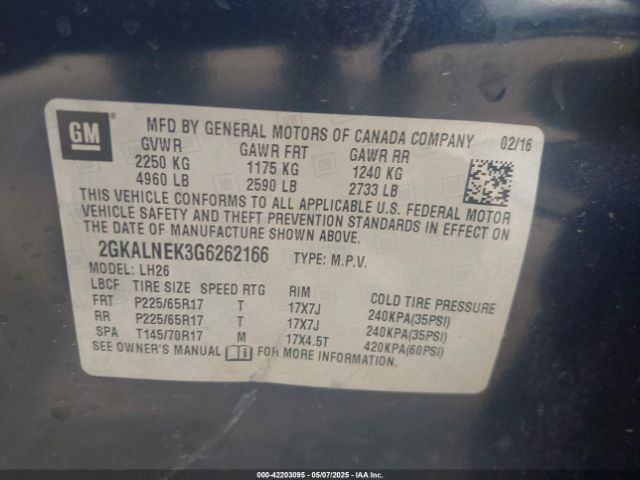 GM
MFD BY GENERAL MOTORS OF CANADA COMPANY 02/16
GVWR GAWR FRT GAWR RR
2250 KG 1175 KG 1240 KG
4960 LB 2590 LB 2733 LB
THIS VEHICLE CONFORMS TO ALL APPLICABLE U.S. FEDERAL MOTOR
VEHICLE SAFETY AND THEFT PREVENTION STANDARDS IN EFFECT ON
THE DATE OF MANUFACTURE SHOWN ABOVE.
2GKALNEK3G6262166 TYPE: M.P.V.
MODEL: LH26
LBCF TIRE SIZE SPEED RTG RIM COLD TIRE PRESSURE
FRT P225/65R17 T 17X7J 240KPA(35PSI)
RR P225/65R17 T 17X7J 240KPA(35PSI)
SPA T145/70R17 M 17X4.5T 420KPA(60PSI)
SEE OWNER'S MANUAL FOR MORE INFORMATION.
000-42203095 - 05/07/2025 - IAA Inc.